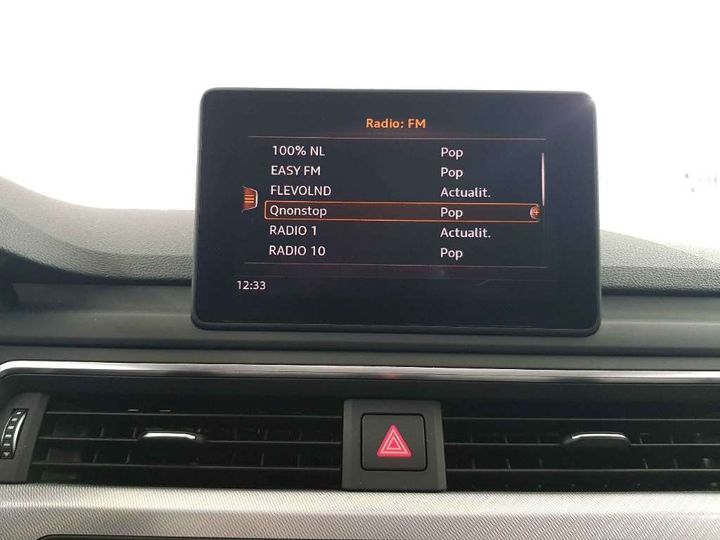 Radio: FM
100% NL Pop
EASY FM Pop
FLEVOLND Actualit.
Qnonstop Pop
RADIO 1 Actualit.
RADIO 10 Pop
12:33